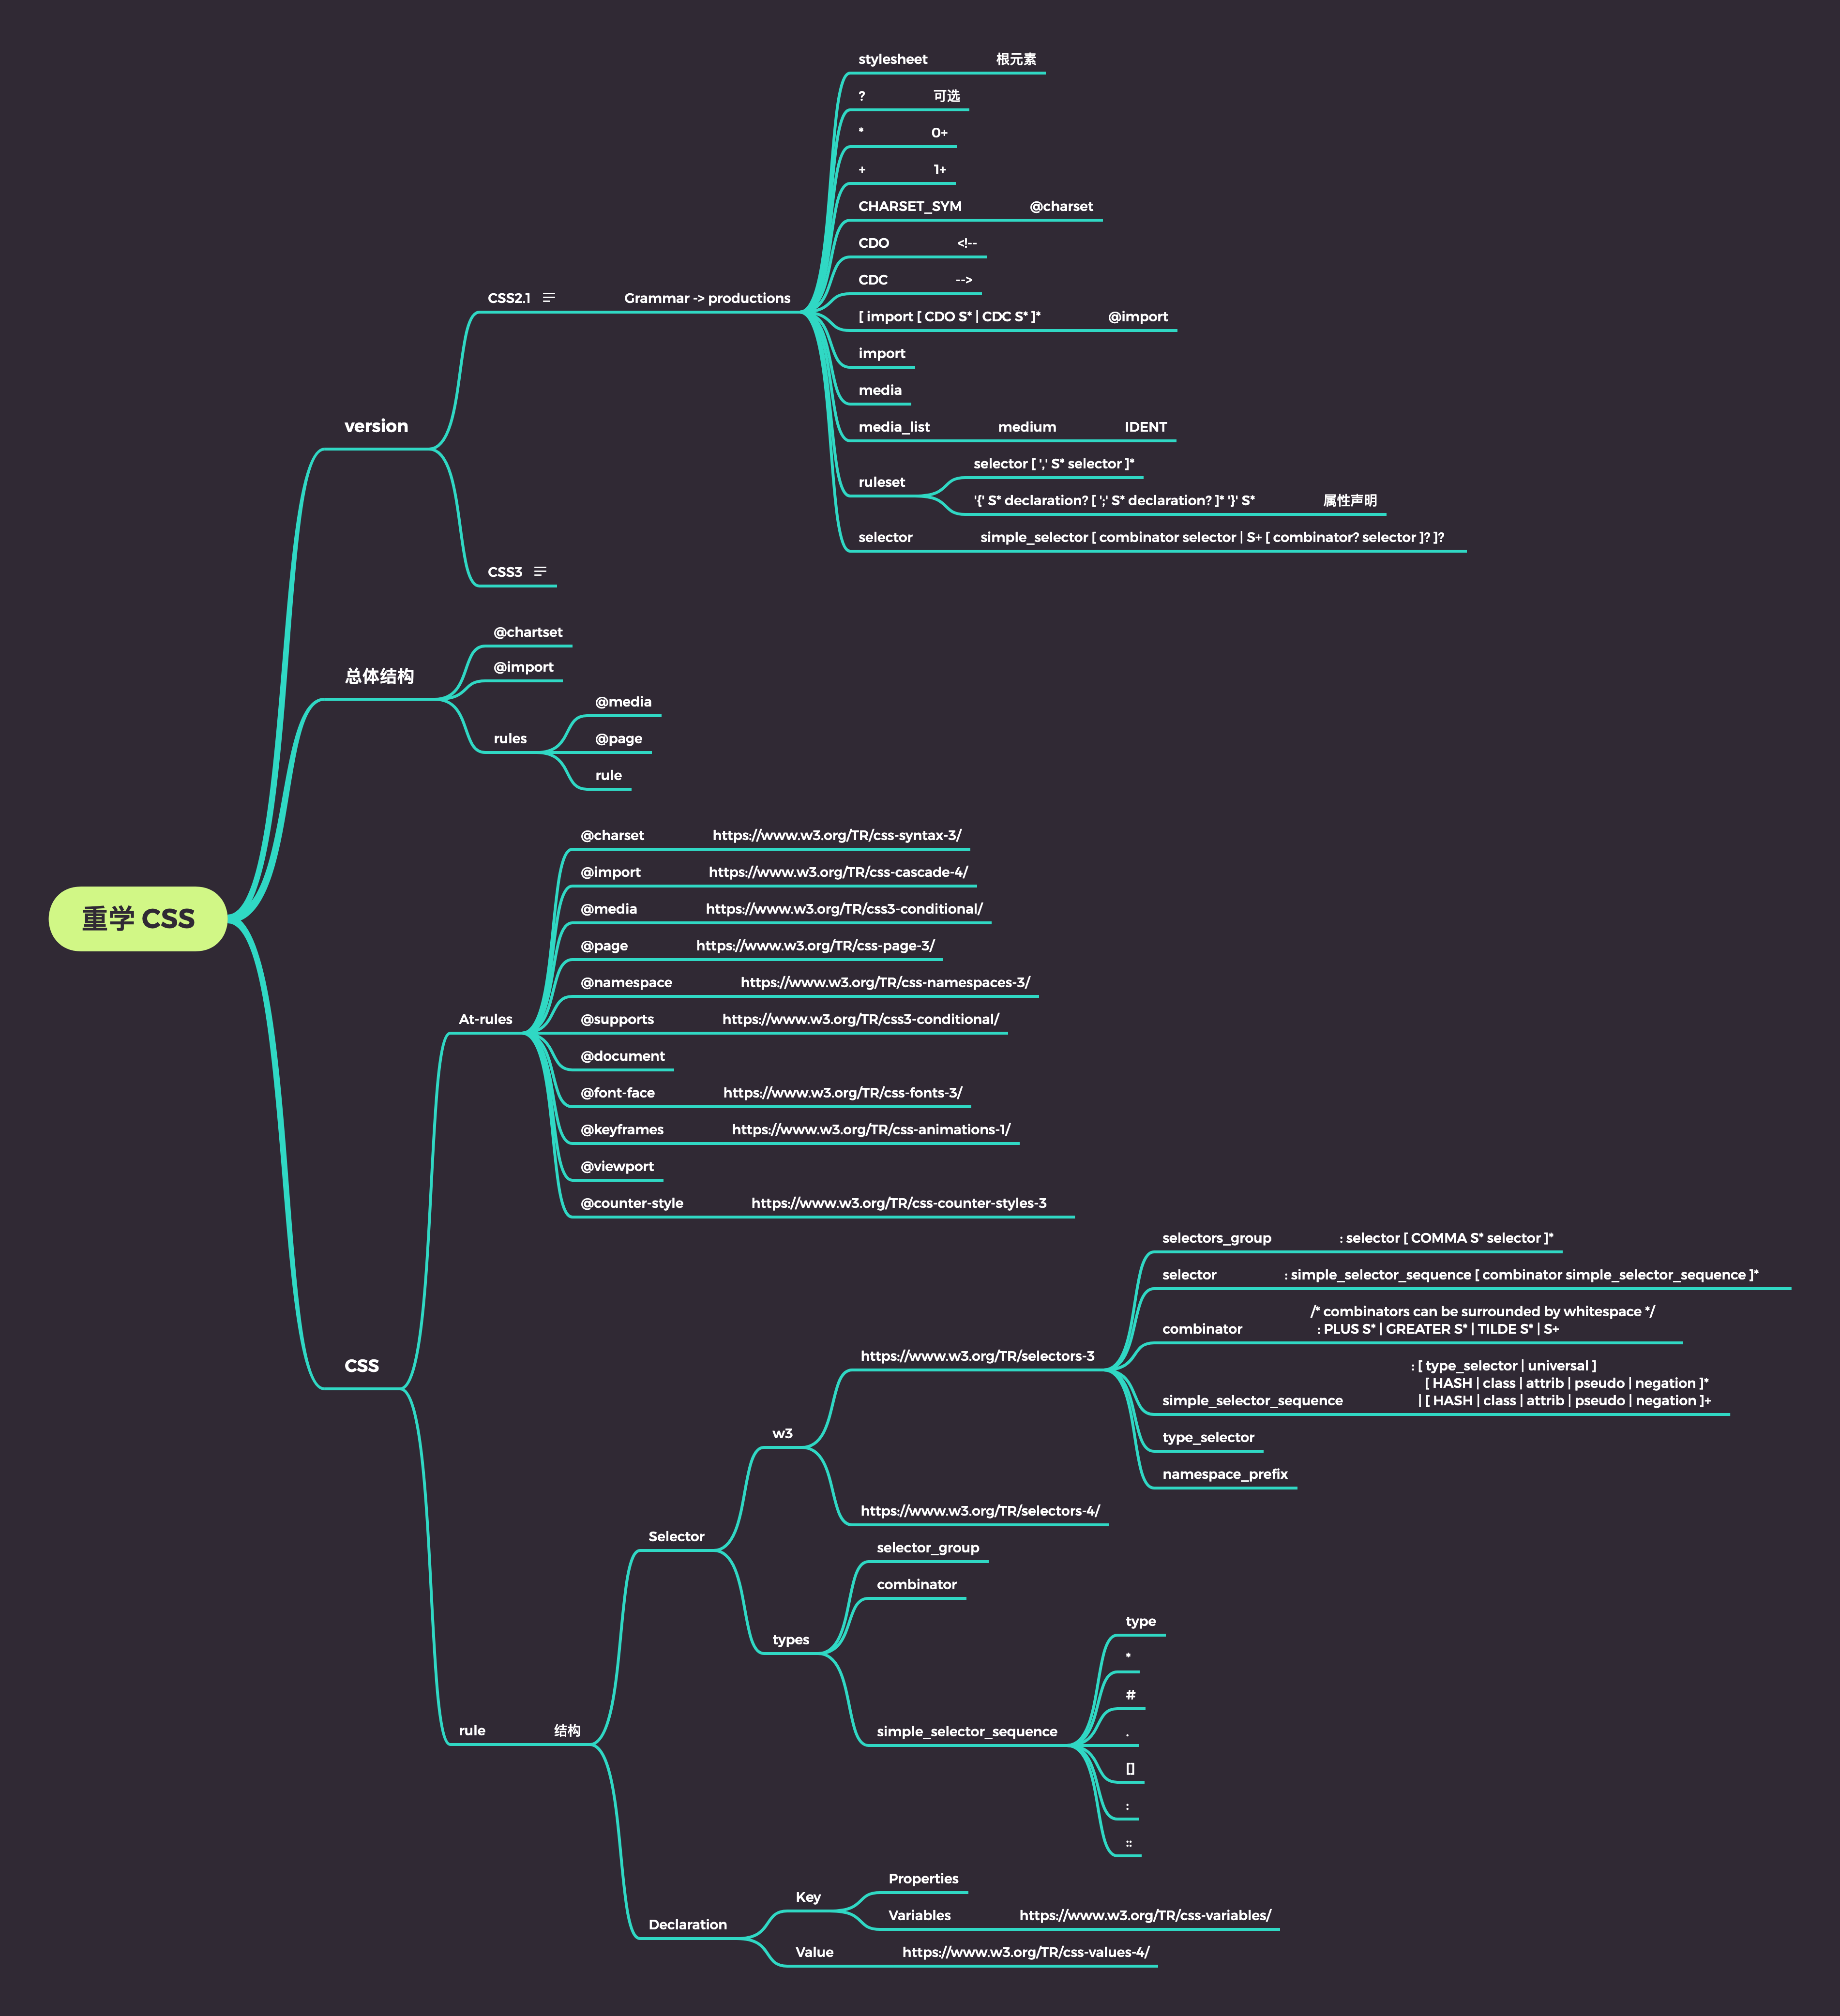 重学 CSS
version
CSS2.1
Grammar -> productions
stylesheet 根元素
? 可选
* 0+
+ 1+
CHARSET_SYM @charset
CDO <!--
CDC -->
[ import [ CDO S* | CDC S* ]* @import
import
media
media_list medium IDENT
ruleset
selector [ ',' S* selector ]*
'{' S* declaration? [ ';' S* declaration? ]* '}' S* 属性声明
selector simple_selector [ combinator selector | S+ [ combinator? selector ]? ]?
CSS3
总体结构
@chartset
@import
rules
@media
@page
rule
CSS
At-rules
@charset https://www.w3.org/TR/css-syntax-3/
@import https://www.w3.org/TR/css-cascade-4/
@media https://www.w3.org/TR/css3-conditional/
@page https://www.w3.org/TR/css-page-3/
@namespace https://www.w3.org/TR/css-namespaces-3/
@supports https://www.w3.org/TR/css3-conditional/
@document
@font-face https://www.w3.org/TR/css-fonts-3/
@keyframes https://www.w3.org/TR/css-animations-1/
@viewport
@counter-style https://www.w3.org/TR/css-counter-styles-3
rule 结构
Selector
w3
https://www.w3.org/TR/selectors-3
selectors_group : selector [ COMMA S* selector ]*
selector : simple_selector_sequence [ combinator simple_selector_sequence ]*
/* combinators can be surrounded by whitespace */
combinator : PLUS S* | GREATER S* | TILDE S* | S+
: [ type_selector | universal ]
[ HASH | class | attrib | pseudo | negation ]*
simple_selector_sequence | [ HASH | class | attrib | pseudo | negation ]+
type_selector
namespace_prefix
https://www.w3.org/TR/selectors-4/
types
selector_group
combinator
simple_selector_sequence
type
*
#
.
[]
:
::
Declaration
Key
Properties
Variables https://www.w3.org/TR/css-variables/
Value https://www.w3.org/TR/css-values-4/